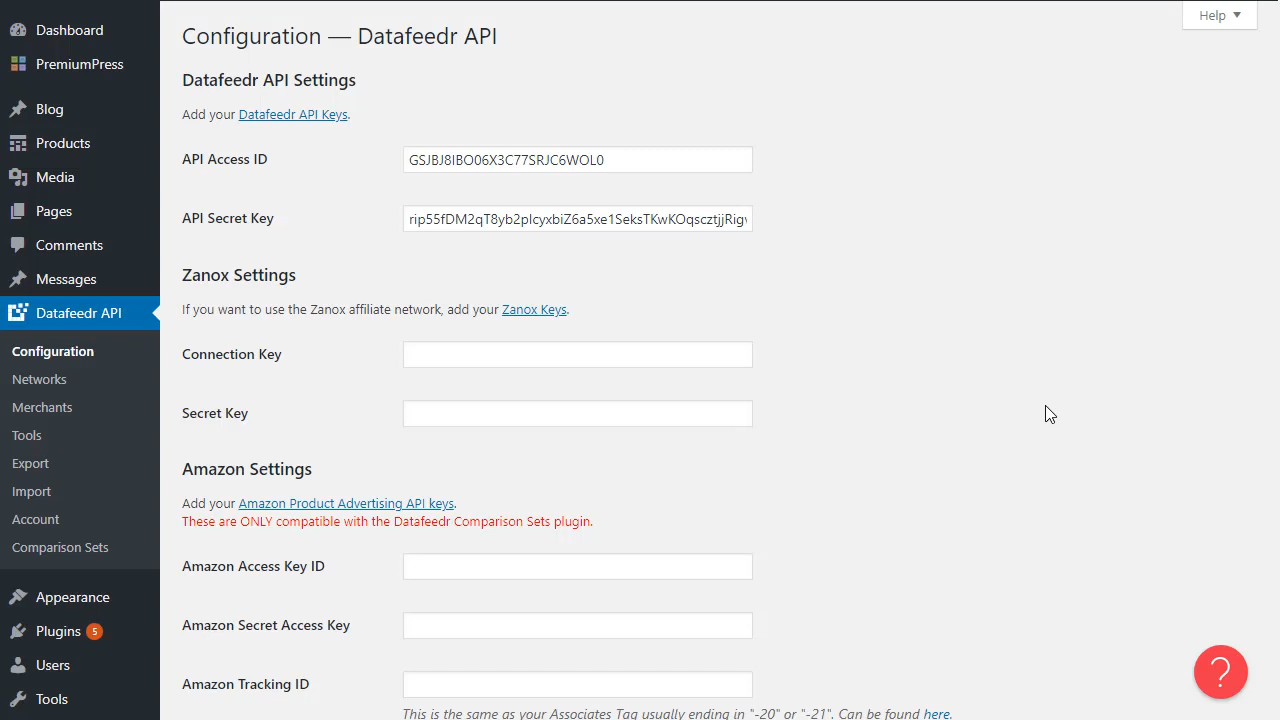 Dashboard
PremiumPress
Blog
Products
Media
Pages
Comments
Messages
Datafeedr API
Configuration
Networks
Merchants
Tools
Export
Import
Account
Comparison Sets
Appearance
Plugins 5
Users
Tools
Help
Configuration — Datafeedr API
Datafeedr API Settings
Add your Datafeedr API Keys.
API Access ID
GSJBJ8IBO06X3C77SRJC6WOL0
API Secret Key
Zanox Settings
If you want to use the Zanox affiliate network, add your Zanox Keys.
Connection Key
Secret Key
Amazon Settings
Add your Amazon Product Advertising API keys.
These are ONLY compatible with the Datafeedr Comparison Sets plugin.
Amazon Access Key ID
Amazon Secret Access Key
Amazon Tracking ID
This is the same as your Associates Tag usually ending in "-20" or "-21". Can be found here.
?